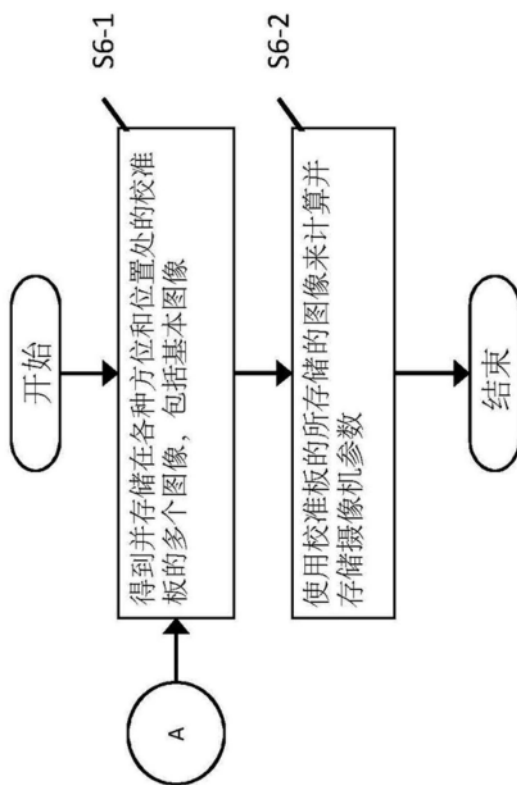 开始
S6-1
得到并存储在各种方位和位置处的校准
板的多个图像，包括基本图像
A
S6-2
使用校准板的所存储的图像来计算并
存储摄像机参数
结束